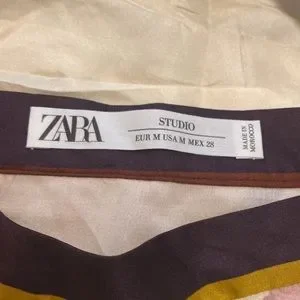 ZARA
STUDIO
EUR M USA M MEX 28
MADE IN
MOROCCO